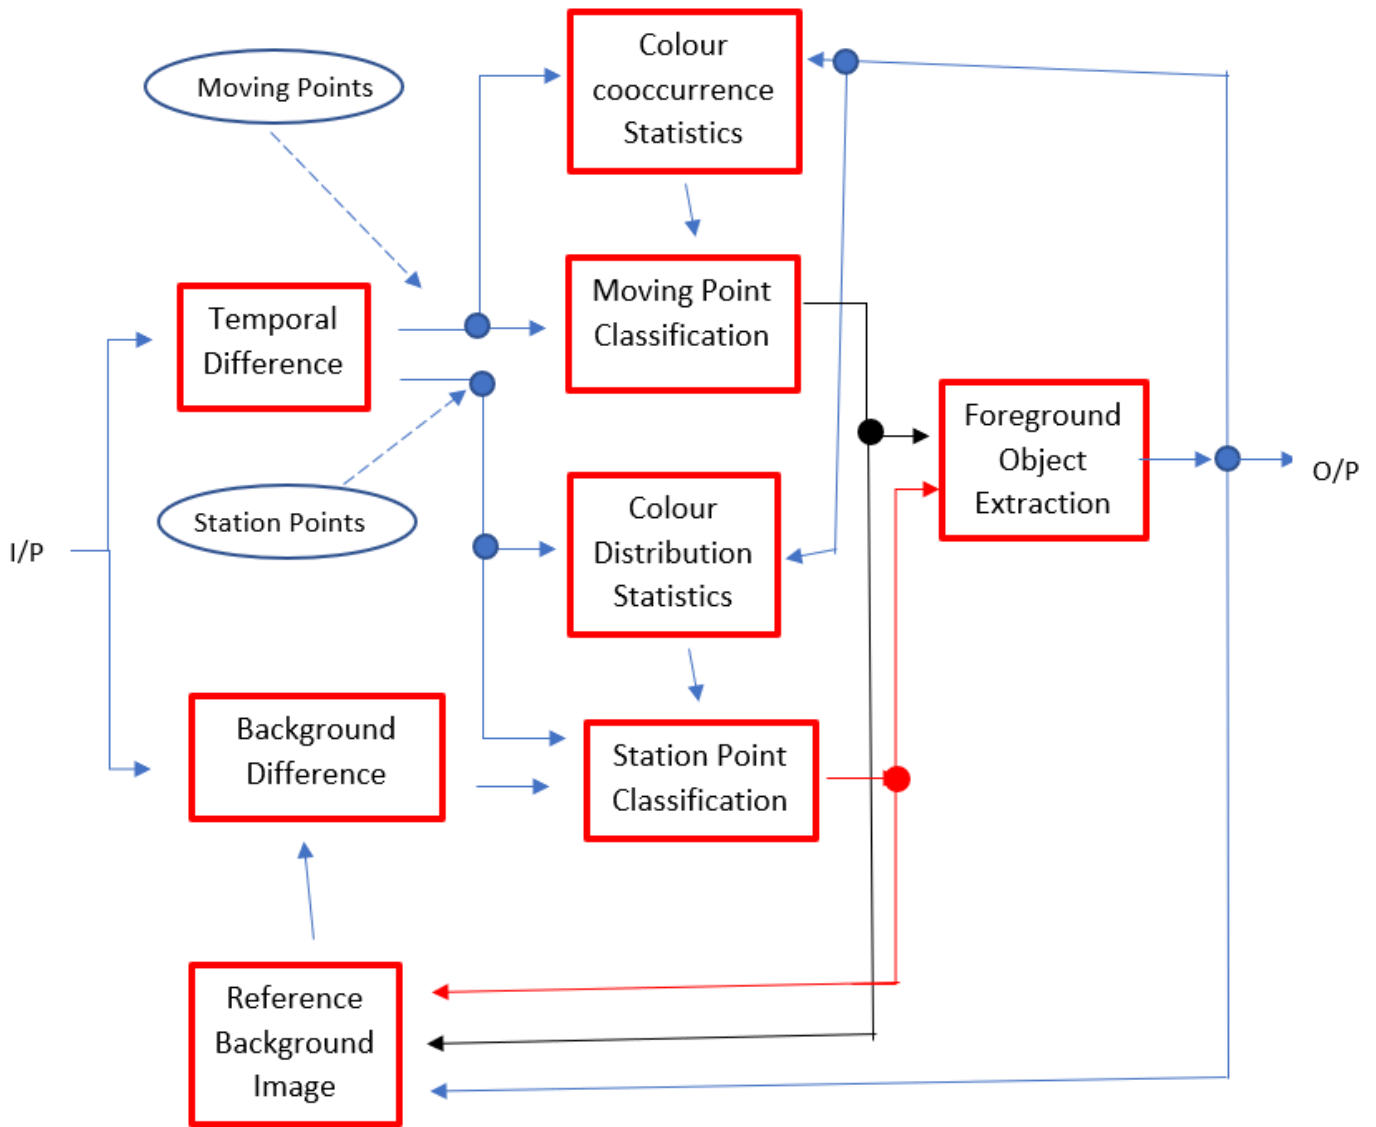 Colour
cooccurrence
Statistics
Moving Points
Moving Point
Classification
Temporal
Difference
Foreground
Object
Extraction
O/P
Station Points
Colour
Distribution
Statistics
I/P
Background
Difference
Station Point
Classification
Reference
Background
Image